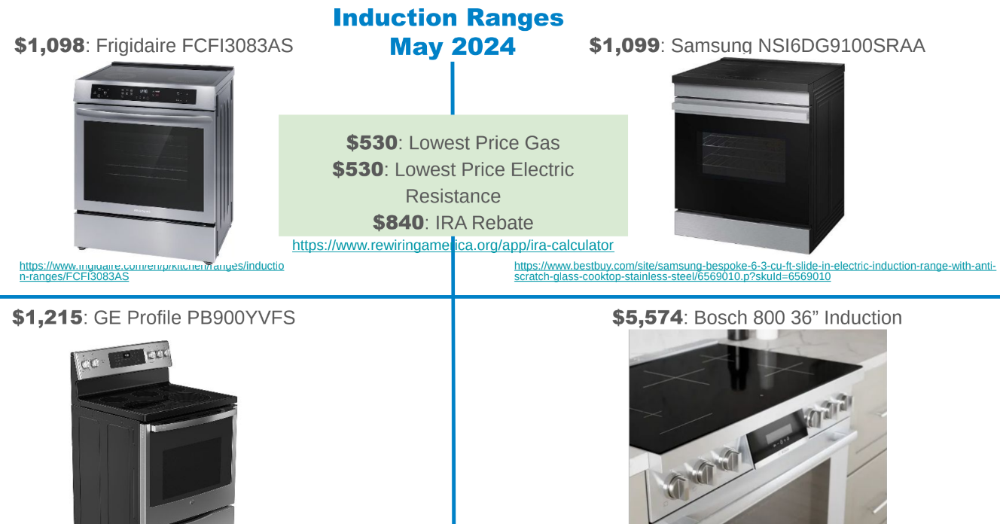 Induction Ranges
May 2024
$1,098: Frigidaire FCFI3083AS
$1,099: Samsung NSI6DG9100SRAA
$530: Lowest Price Gas
$530: Lowest Price Electric
Resistance
$840: IRA Rebate
https://www.rewiringamerica.org/app/ira-calculator
https://www.frigidaire.com/en/p/kitchen/ranges/inductio
n-ranges/FCFI3083AS
https://www.bestbuy.com/site/samsung-bespoke-6-3-cu-ft-slide-in-electric-induction-range-with-anti-
scratch-glass-cooktop-stainless-steel/6569010.p?skuId=6569010
$1,215: GE Profile PB900YVFS
$5,574: Bosch 800 36” Induction